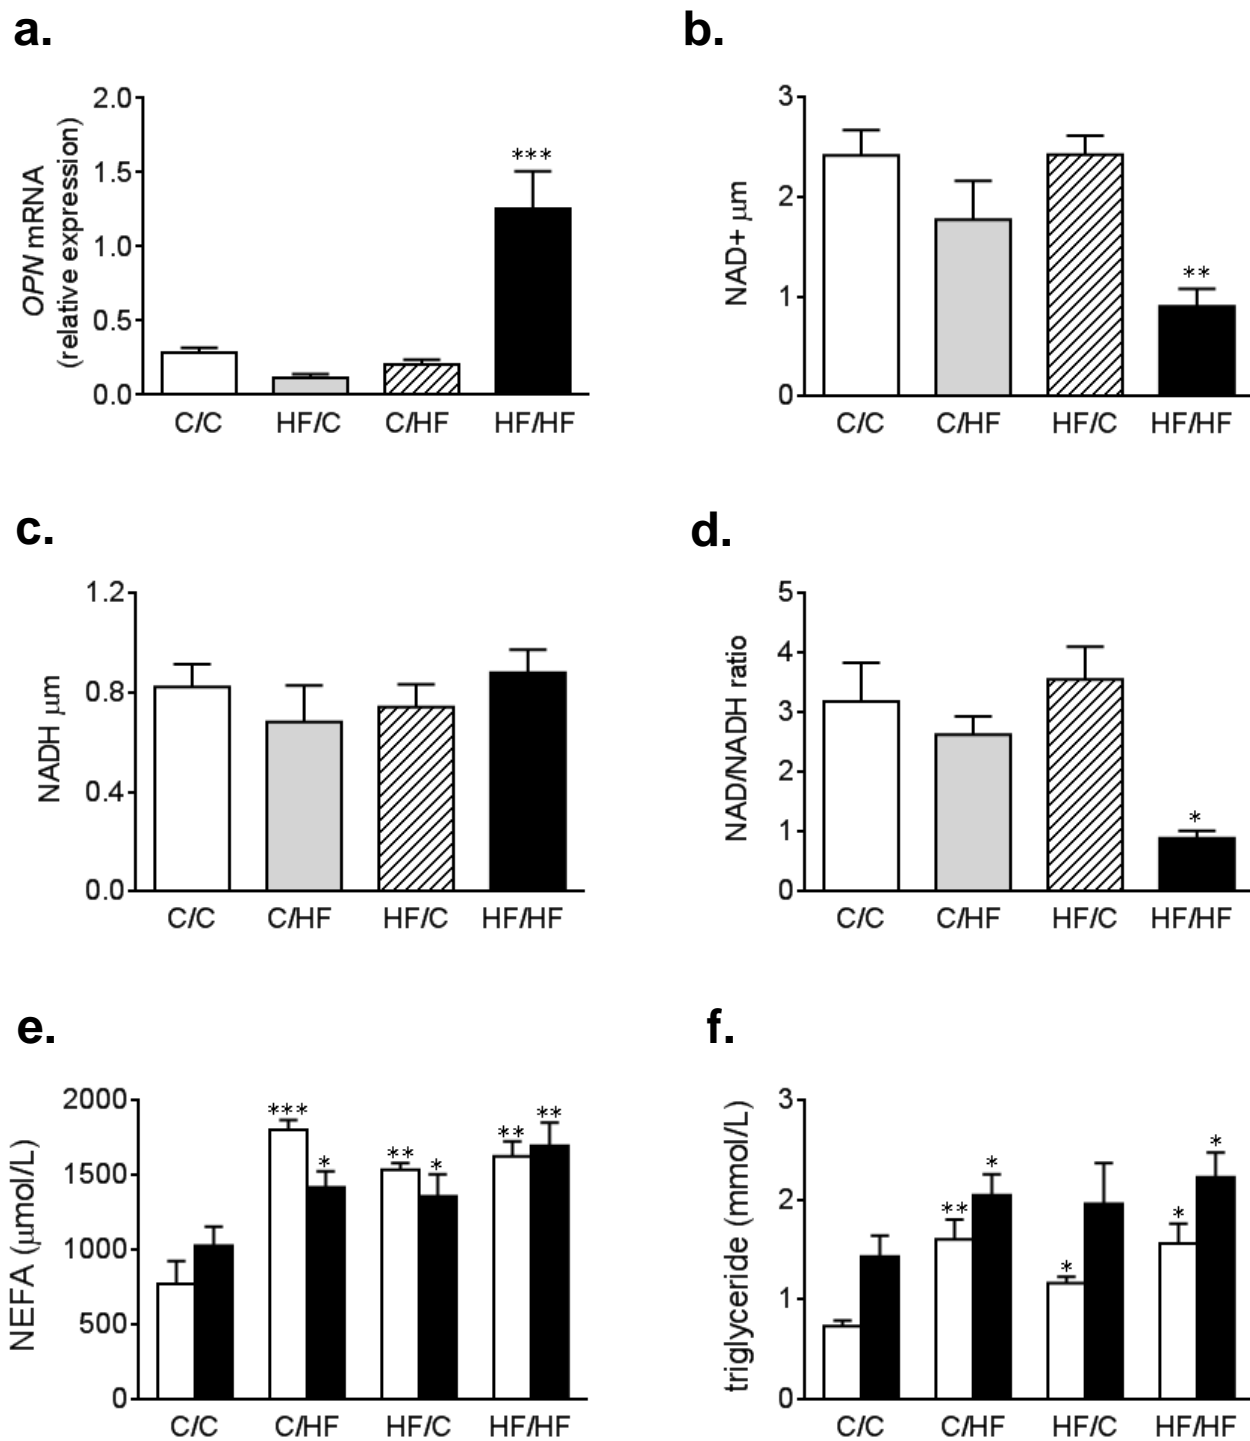 a.
OPN mRNA
(relative expression)
2.0
1.5
1.0
0.5
0.0
***
C/C HF/C C/HF HF/HF
b.
NAD+ μm
3
2
1
0
**
C/C C/HF HF/C HF/HF
c.
NADH μm
1.2
0.8
0.4
0.0
C/C C/HF HF/C HF/HF
d.
NAD/NADH ratio
5
4
3
2
1
0
*
C/C C/HF HF/C HF/HF
e.
NEFA (μmol/L)
2000
1500
1000
500
0
*** * ** * ** **
C/C C/HF HF/C HF/HF
f.
triglyceride (mmol/L)
3
2
1
0
** * * * *
C/C C/HF HF/C HF/HF